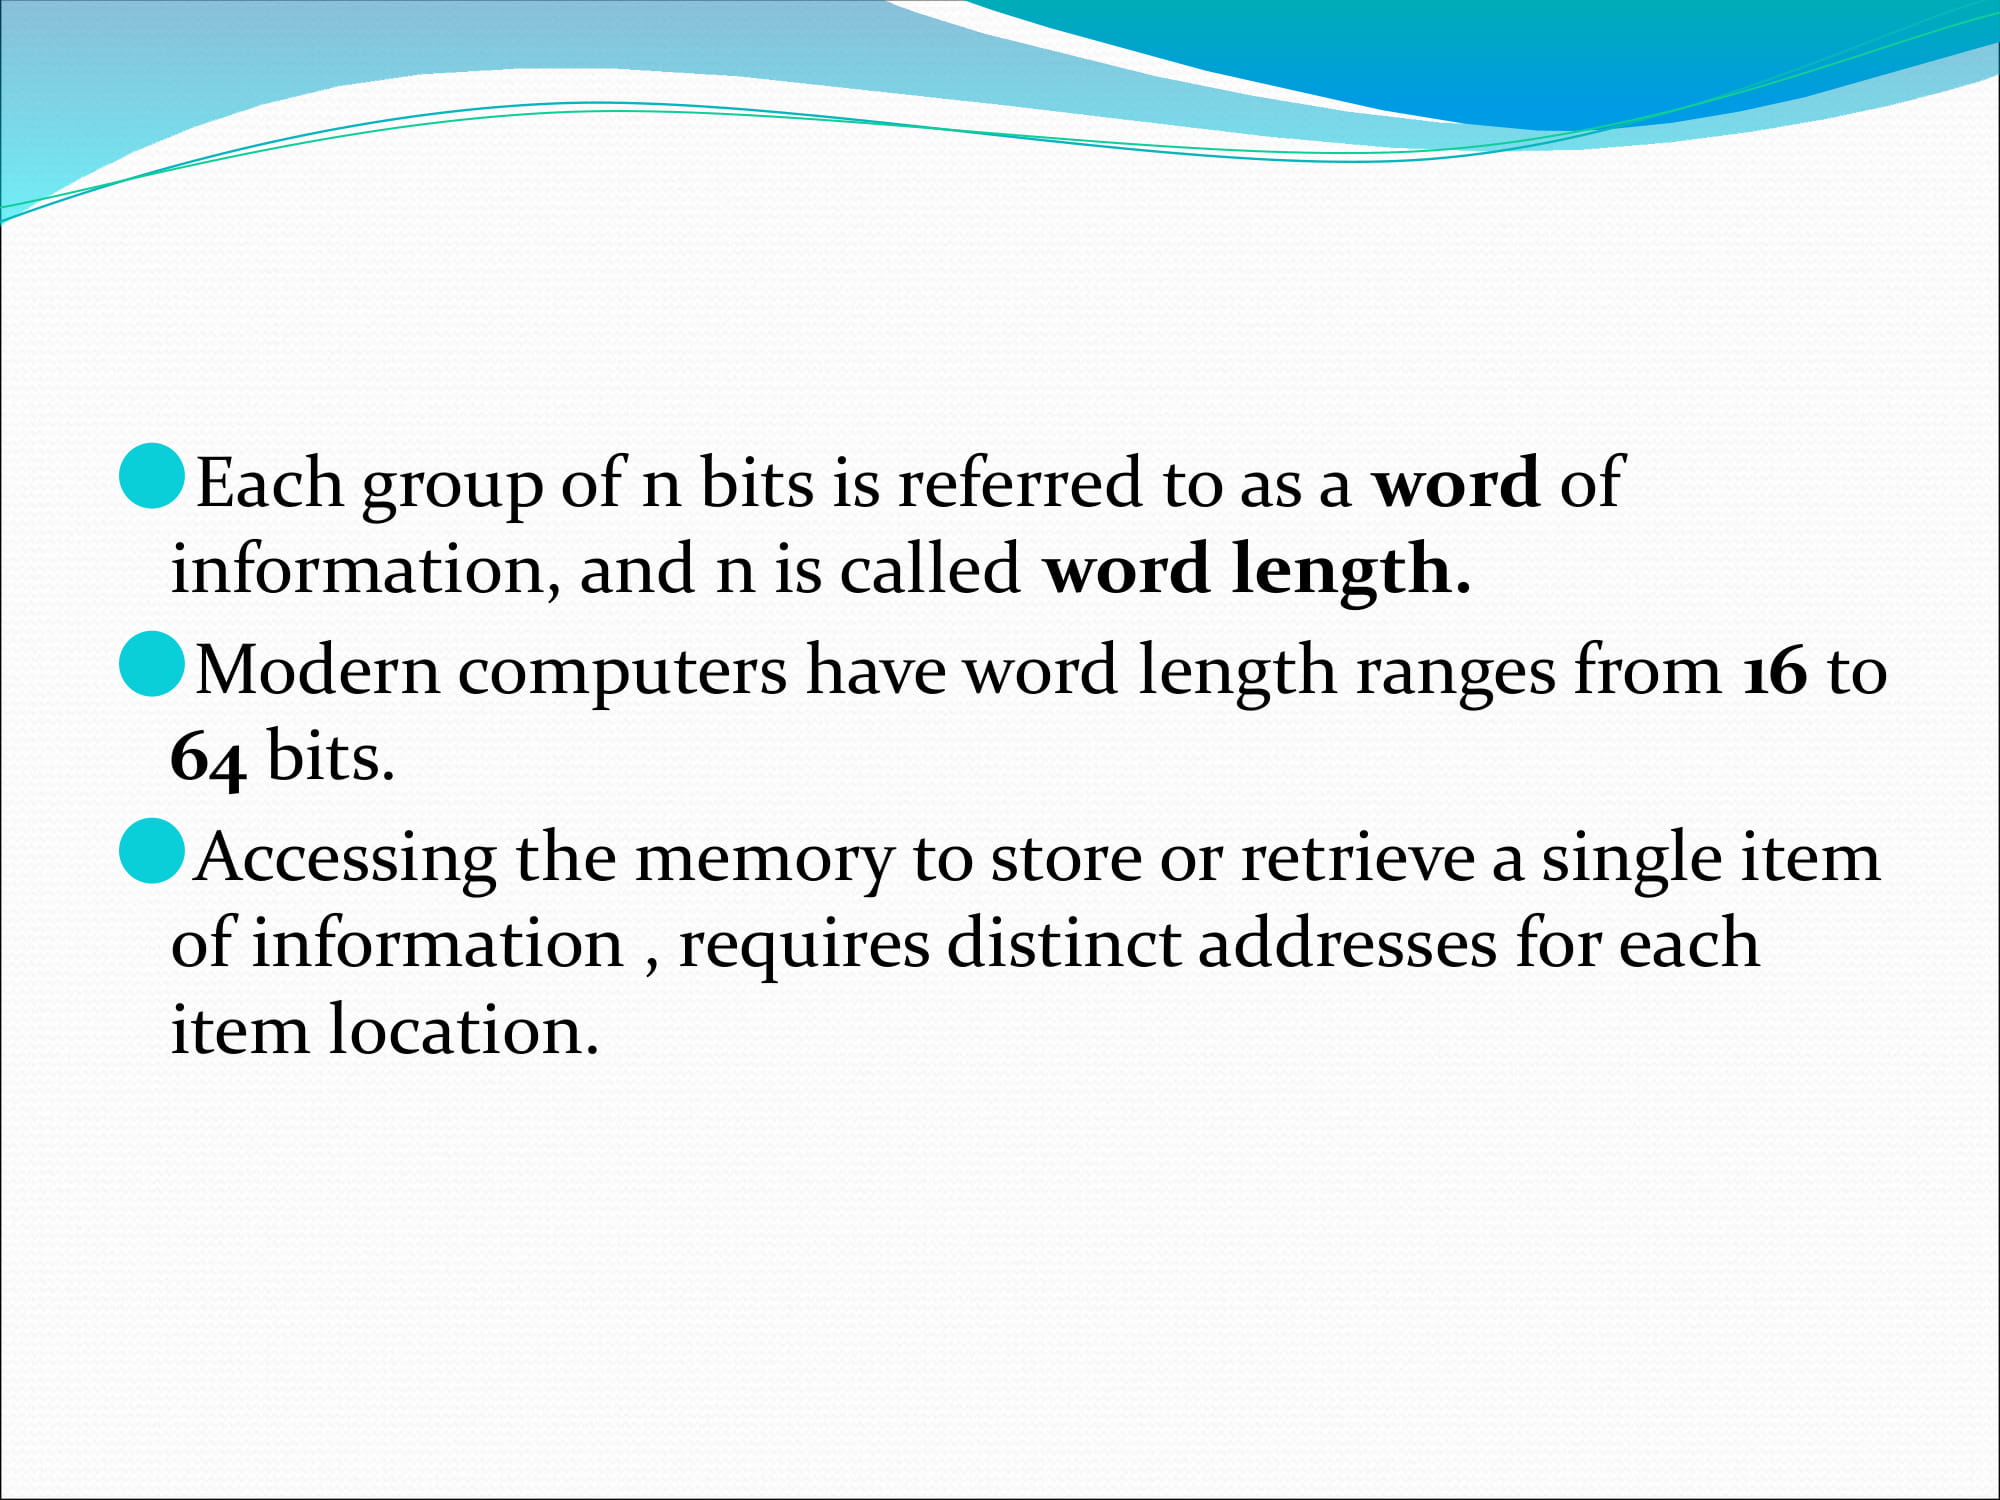 Each group of n bits is referred to as a word of
information, and n is called word length.
Modern computers have word length ranges from 16 to
64 bits.
Accessing the memory to store or retrieve a single item
of information , requires distinct addresses for each
item location.